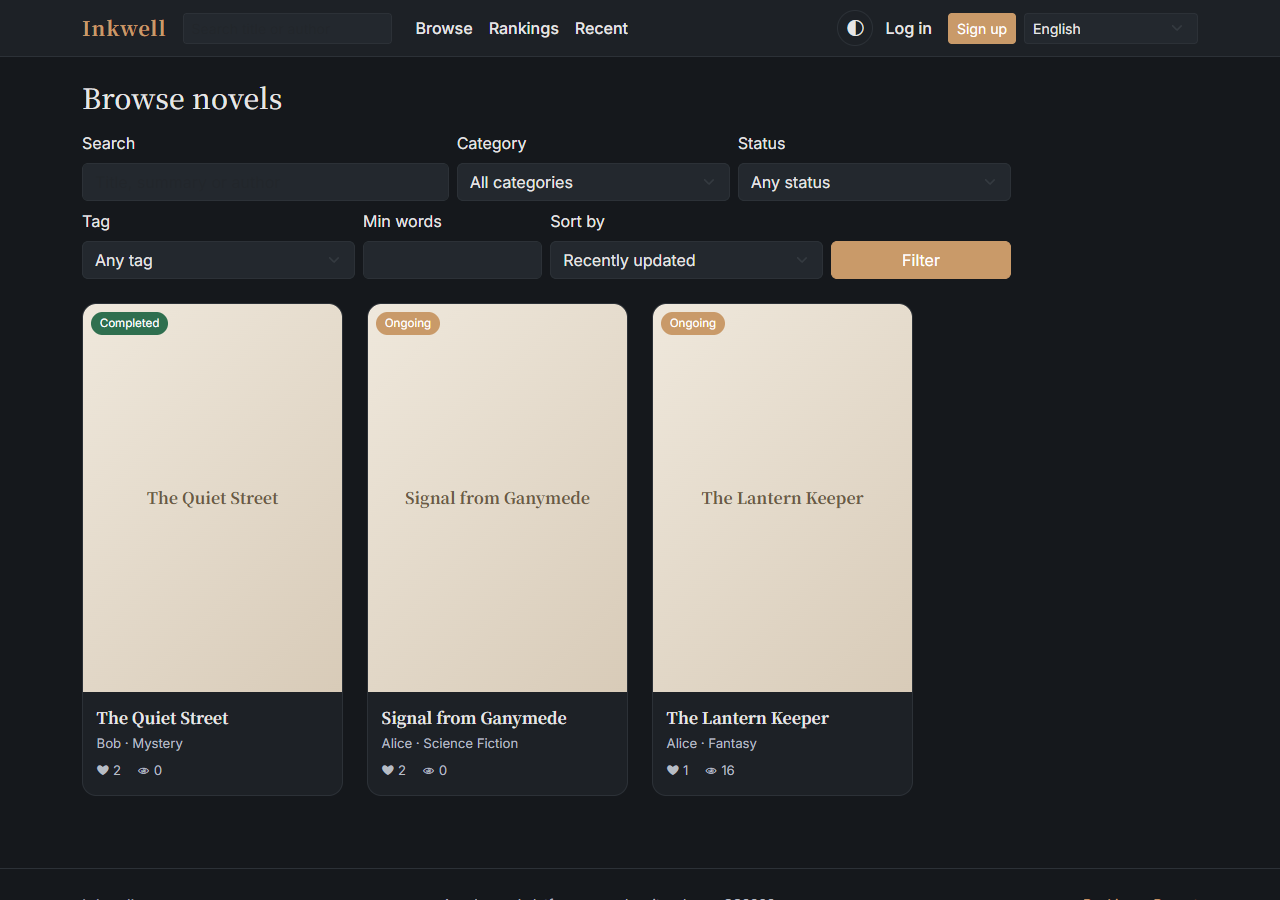 Inkwell Browse Rankings Recent Log in Sign up English
Browse novels
Search Category Status
All categories Any status
Tag Min words Sort by
Any tag Recently updated Filter
Completed Ongoing Ongoing
The Quiet Street Signal from Ganymede The Lantern Keeper
The Quiet Street Signal from Ganymede The Lantern Keeper
Bob · Mystery Alice · Science Fiction Alice · Fantasy
2 0 2 0 1 16